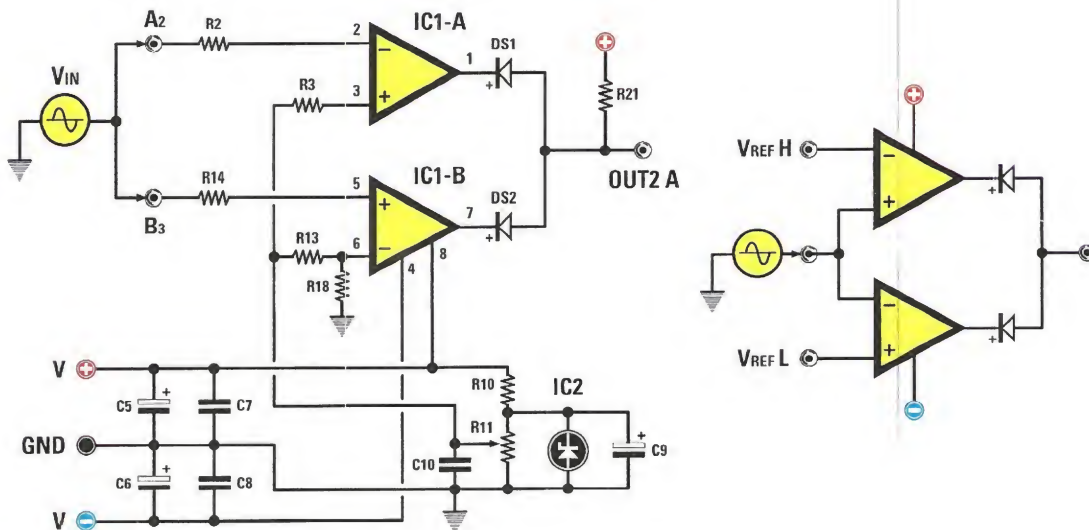 A2
R2
2
IC1-A
1
DS1
VIN
R3
3
R21
OUT2 A
B3
R14
5
IC1-B
7
DS2
R13
6
4
8
R18
V
C5
C7
GND
C6
C8
V
R10
R11
C10
IC2
C9
VREF H
VREF L